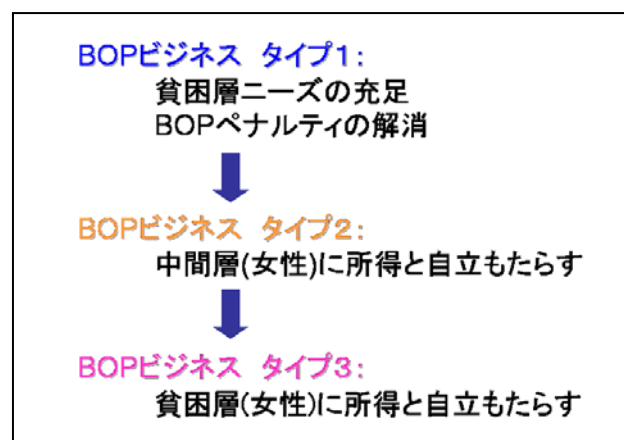 BOPビジネス タイプ1:
貧困層ニーズの充足
BOPペナルティの解消
BOPビジネス タイプ2:
中間層(女性)に所得と自立もたらす
BOPビジネス タイプ3:
貧困層(女性)に所得と自立もたらす